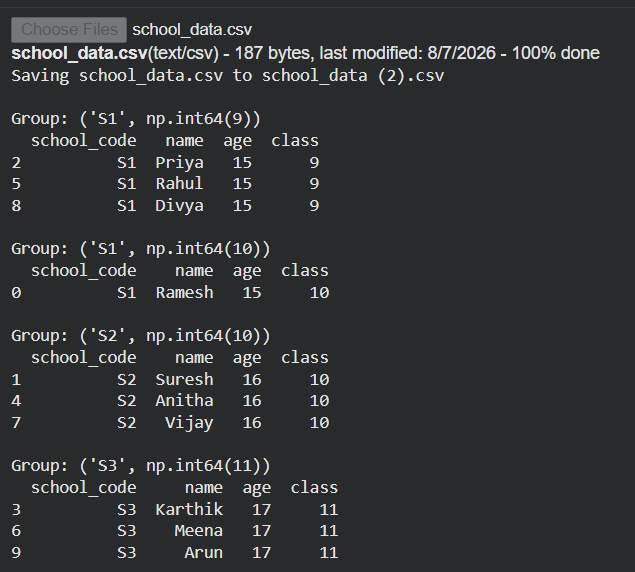 Choose Files school_data.csv
school_data.csv(text/csv) - 187 bytes, last modified: 8/7/2026 - 100% done
Saving school_data.csv to school_data (2).csv
Group: ('S1', np.int64(9))
  school_code   name  age  class
2          S1  Priya   15      9
5          S1  Rahul   15      9
8          S1  Divya   15      9
Group: ('S1', np.int64(10))
  school_code    name  age  class
0          S1  Ramesh   15     10
Group: ('S2', np.int64(10))
  school_code    name  age  class
1          S2  Suresh   16     10
4          S2  Anitha   16     10
7          S2   Vijay   16     10
Group: ('S3', np.int64(11))
  school_code     name  age  class
3          S3  Karthik   17     11
6          S3    Meena   17     11
9          S3     Arun   17     11